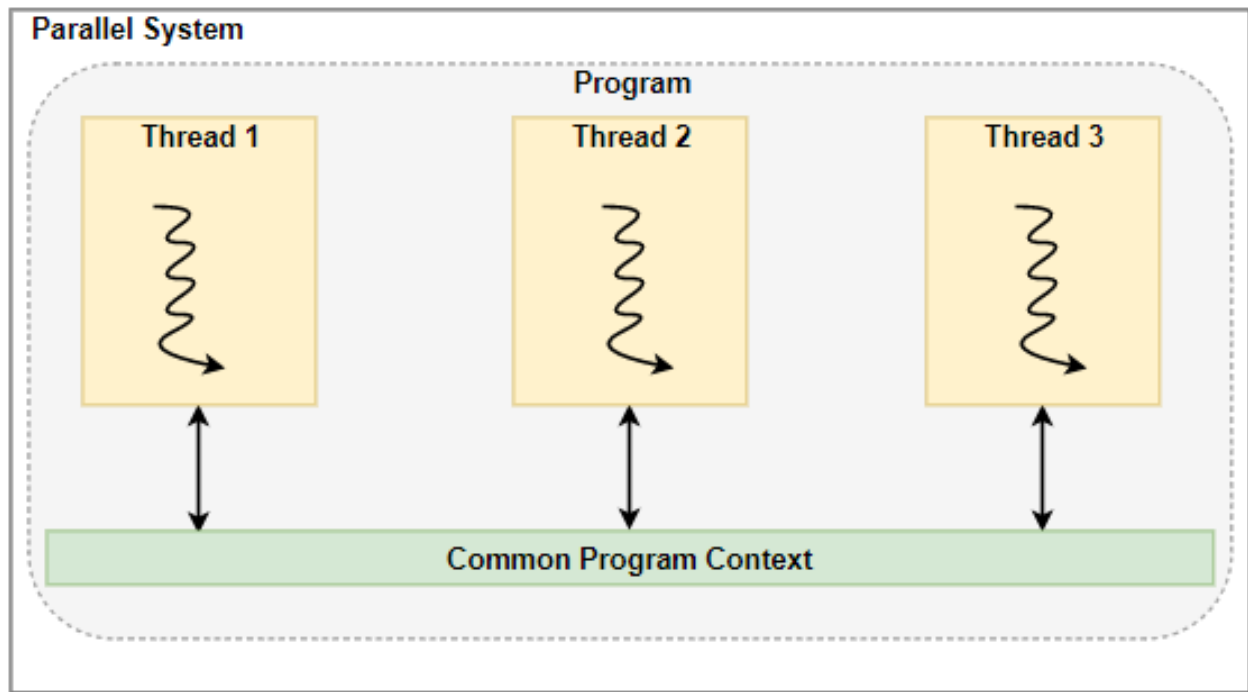 Parallel System
Program
Thread 1
Thread 2
Thread 3
Common Program Context